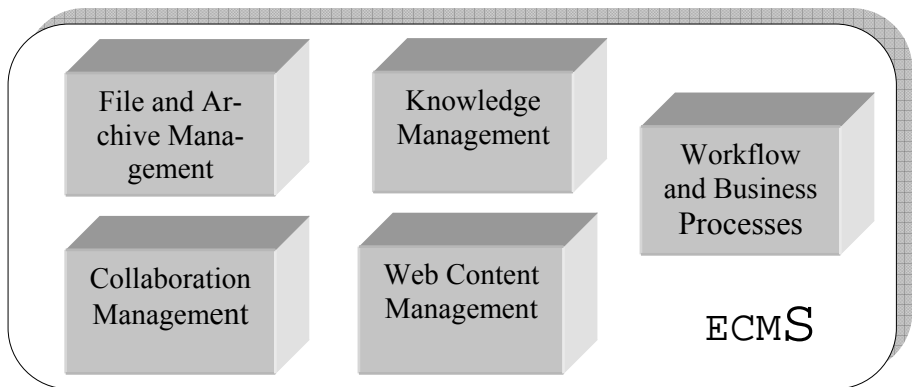 File and Ar-
chive Mana-
gement
Knowledge
Management
Workflow
and Business
Processes
Collaboration
Management
Web Content
Management
ECMS